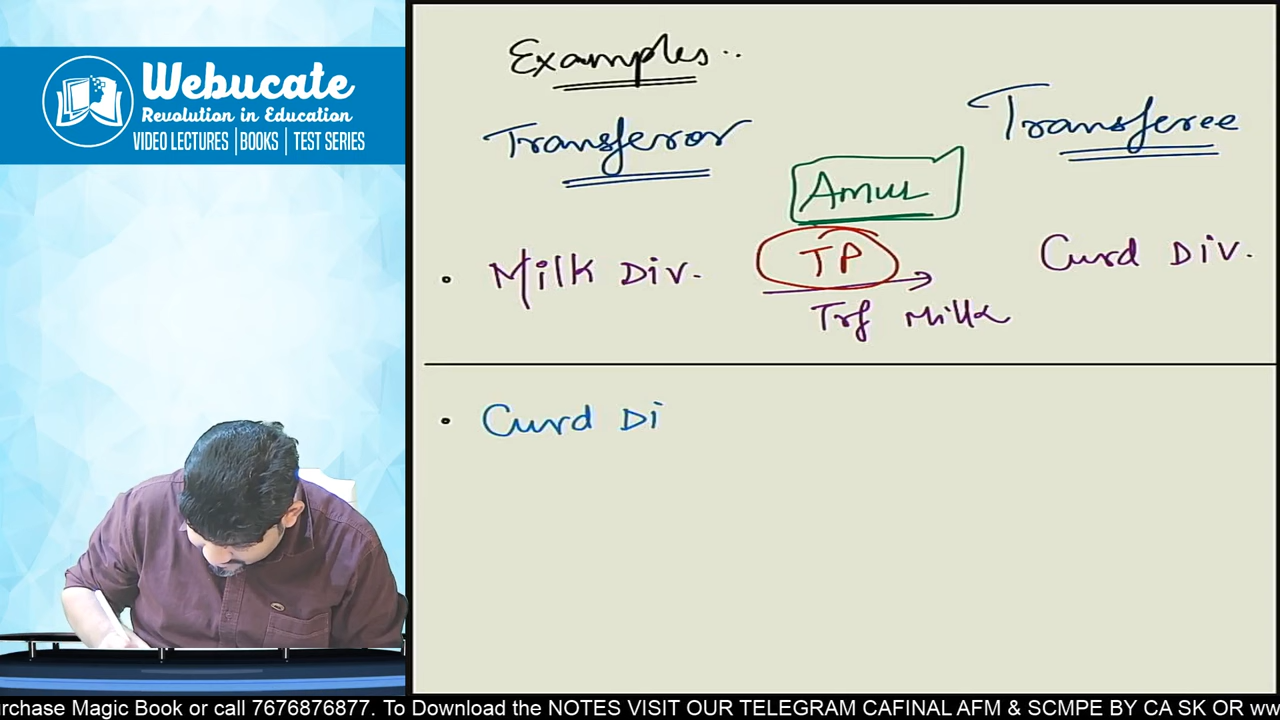 Webucate
Revolution in Education
VIDEO LECTURES | BOOKS | TEST SERIES
Examples..
Transferor
Transferee
Amul
Milk Div.
TP
Curd Div.
Trf Milk
Curd Di
urchase Magic Book or call 7676876877. To Download the NOTES VISIT OUR TELEGRAM CAFINAL AFM & SCMPE BY CA SK OR ww